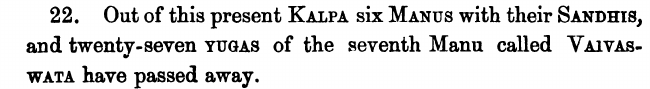 22. Out of this present KALPA six MANUS with their SANDHIS,
and twenty-seven YUGAS of the seventh Manu called VAIVAS-
WATA have passed away.